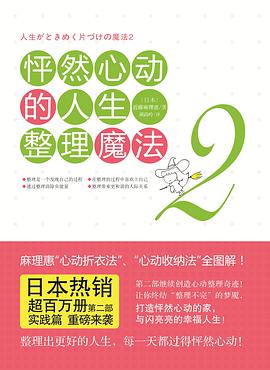 人生がときめく片づけの魔法2
怦然心动
的人生
整理魔法
2
[日本]
近藤麻理惠/著
◆整理是一个发现自己的过程
◆在整理的过程中喜欢上自己
◆通过整理消除负能量
◆整理带来更和谐的人际关系
麻理惠“心动折衣法”、“心动收纳法”全图解！
日本热销
超百万册第二部
实践篇 重磅来袭
第二部继续创造心动整理奇迹！
让你终结“整理不完”的梦魇，
打造怦然心动的家，
与闪亮亮的幸福人生！
整理出更好的人生，每一天都过得怦然心动！